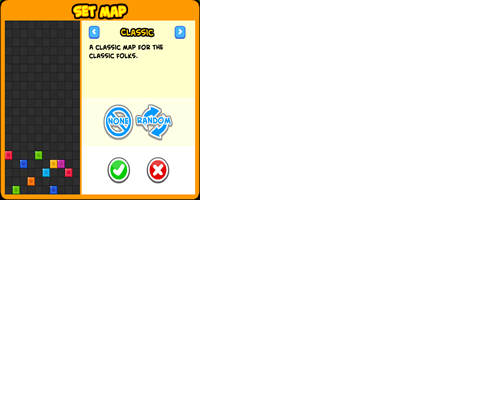 SET MAP
CLASSIC
A CLASSIC MAP FOR THE
CLASSIC FOLKS.
NONE
RANDOM